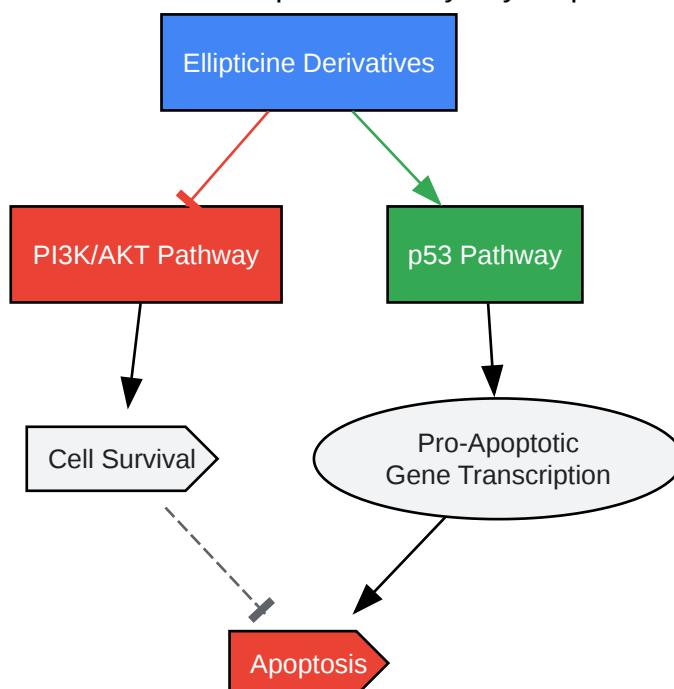 Ellipticine Derivatives
PI3K/AKT Pathway
p53 Pathway
Cell Survival
Pro-Apoptotic
Gene Transcription
Apoptosis